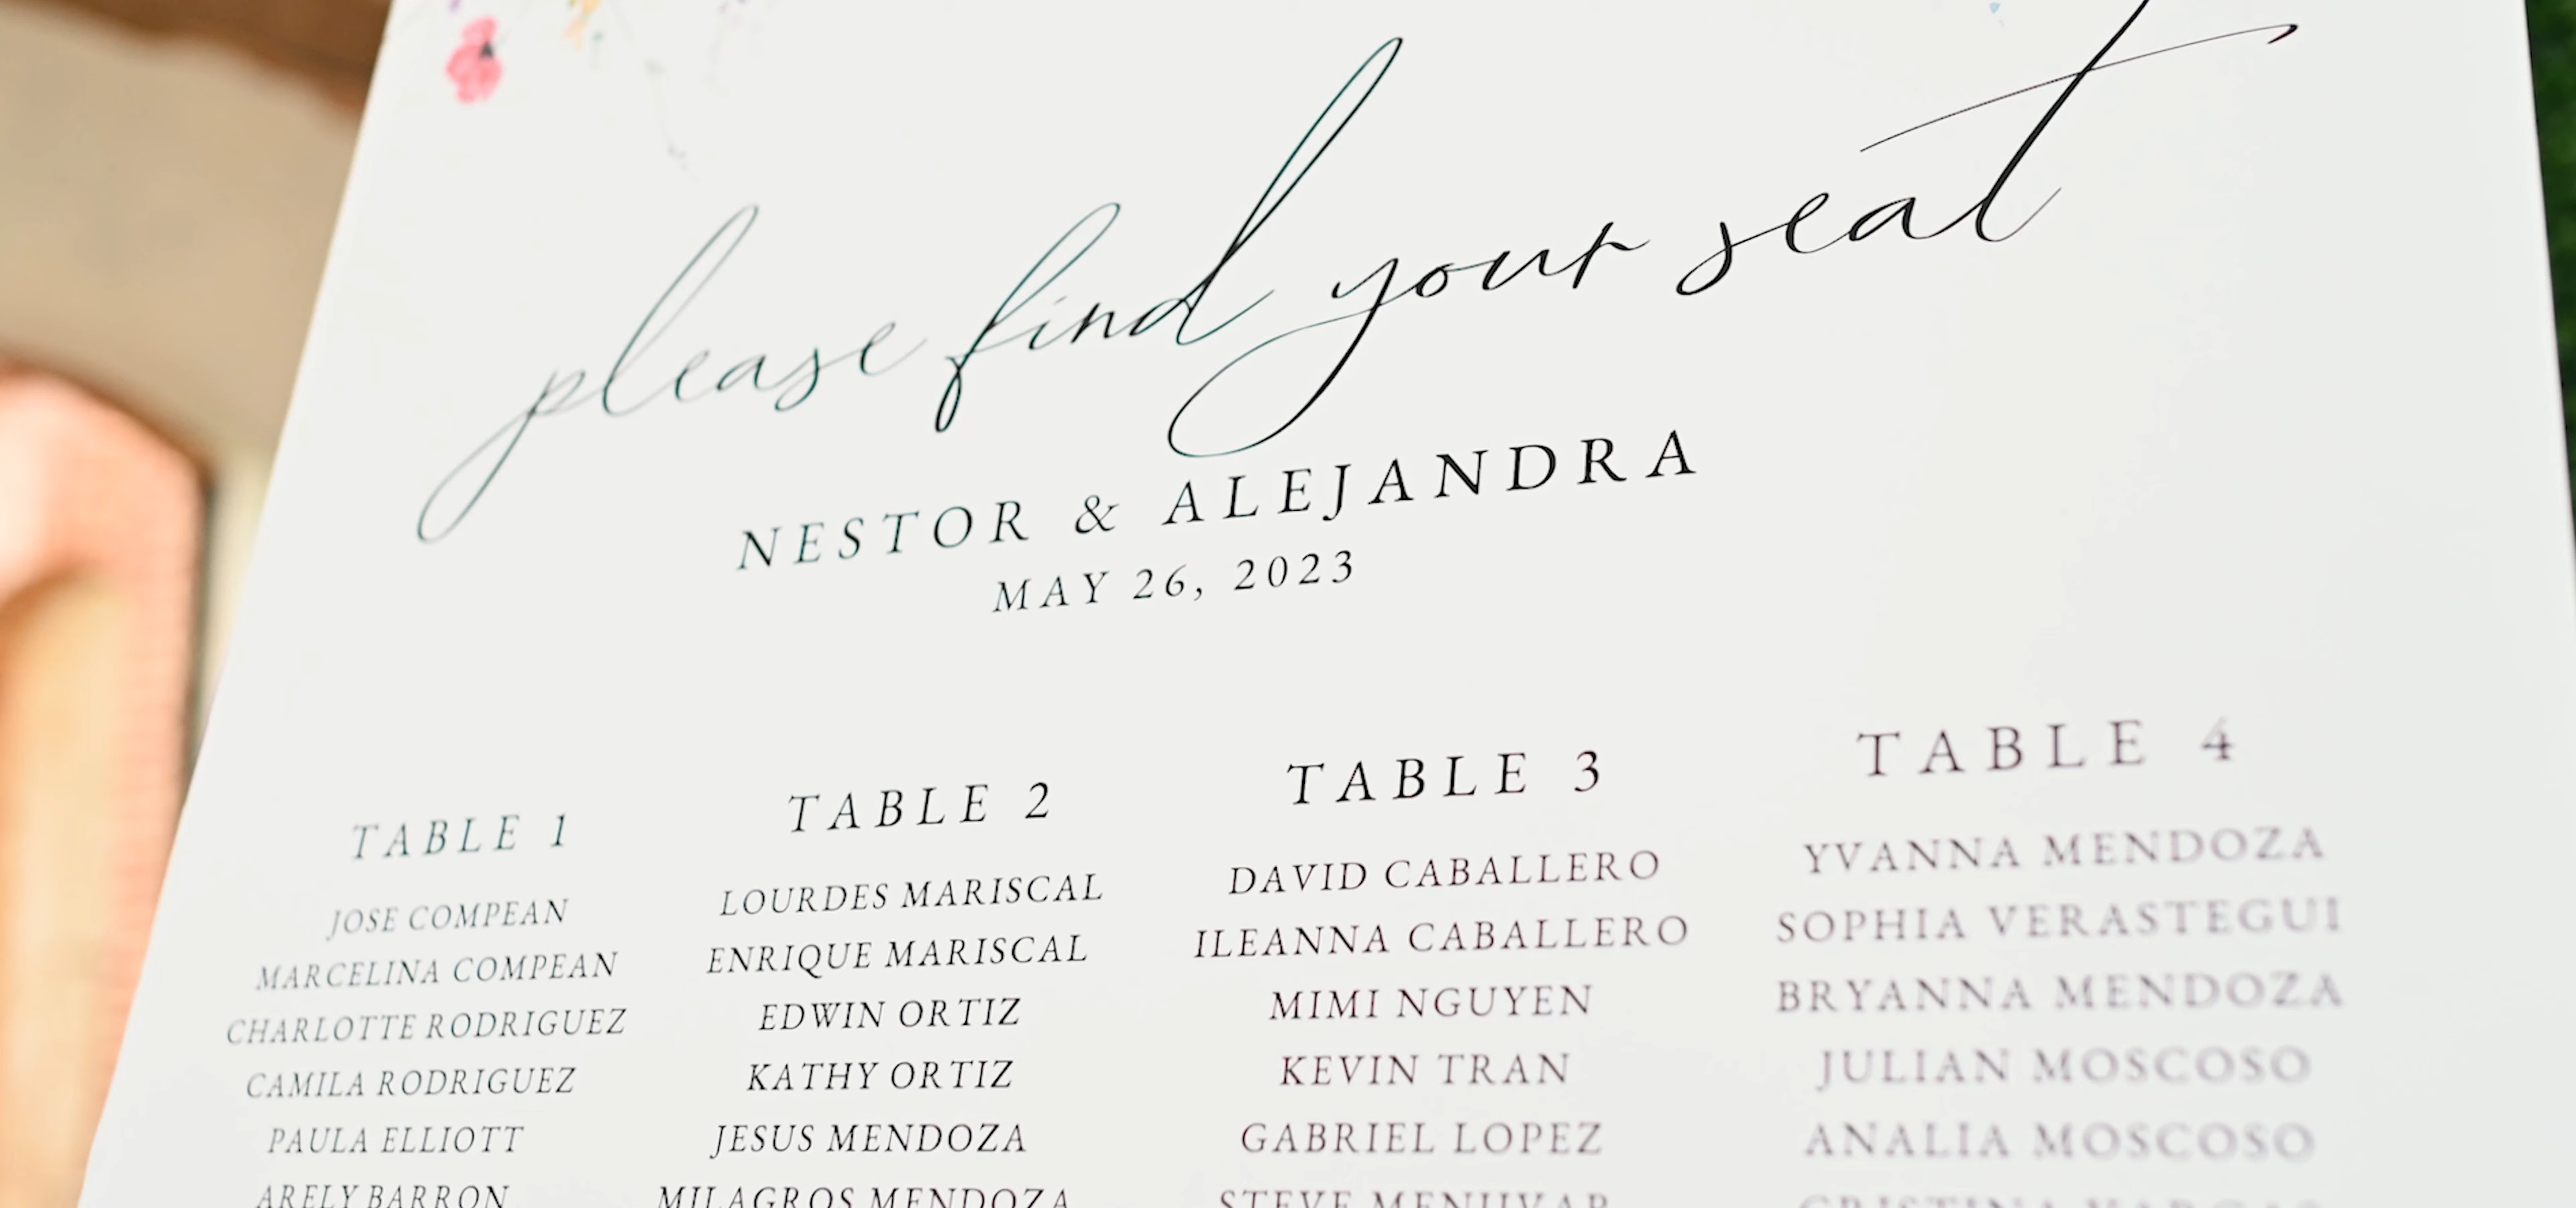 please find your seat
NESTOR & ALEJANDRA
MAY 26, 2023
TABLE 1
JOSE COMPEAN
MARCELINA COMPEAN
CHARLOTTE RODRIGUEZ
CAMILA RODRIGUEZ
PAULA ELLIOTT
ARELY BARRON
TABLE 2
LOURDES MARISCAL
ENRIQUE MARISCAL
EDWIN ORTIZ
KATHY ORTIZ
JESUS MENDOZA
MILAGROS MENDOZA
TABLE 3
DAVID CABALLERO
ILEANNA CABALLERO
MIMI NGUYEN
KEVIN TRAN
GABRIEL LOPEZ
STEVE MENJIVAR
TABLE 4
YVANNA MENDOZA
SOPHIA VERASTEGUI
BRYANNA MENDOZA
JULIAN MOSCOSO
ANALIA MOSCOSO
CRISTINA